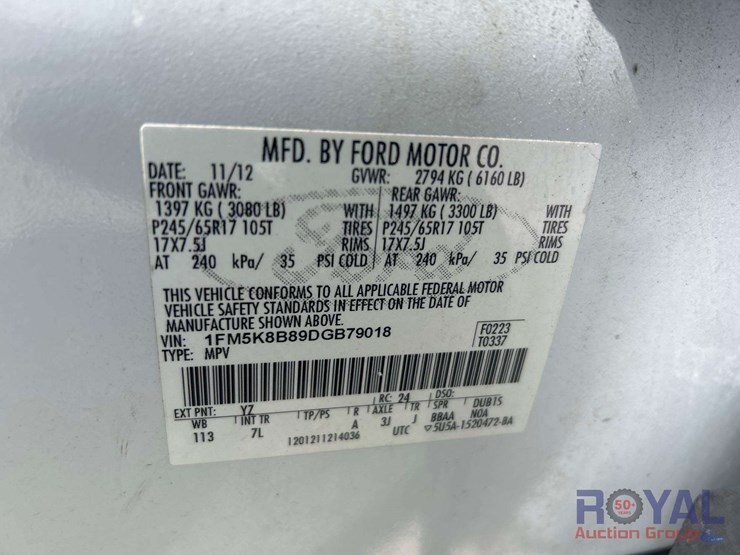 MFD. BY FORD MOTOR CO.
DATE: 11/12 GVWR: 2794 KG ( 6160 LB)
FRONT GAWR: REAR GAWR:
1397 KG ( 3080 LB) WITH 1497 KG ( 3300 LB) WITH
P245/65R17 105T TIRES P245/65R17 105T TIRES
17X7.5J RIMS 17X7.5J RIMS
AT 240 kPa/ 35 PSI COLD AT 240 kPa/ 35 PSI COLD
Ford
THIS VEHICLE CONFORMS TO ALL APPLICABLE FEDERAL MOTOR
VEHICLE SAFETY STANDARDS IN EFFECT ON THE DATE OF
MANUFACTURE SHOWN ABOVE.
VIN: 1FM5K8B89DGB79018 F0223
TYPE: MPV T0337
EXT PNT: YZ RC: 24 DSO:
WB INT TR TP/PS R AXLE TR SPR DUB1S
113 7L A 3J J BBAA NOA
1201211214036 UTC ▽5U5A-1520472-BA
ROYAL
50+
YEARS
Auction Group